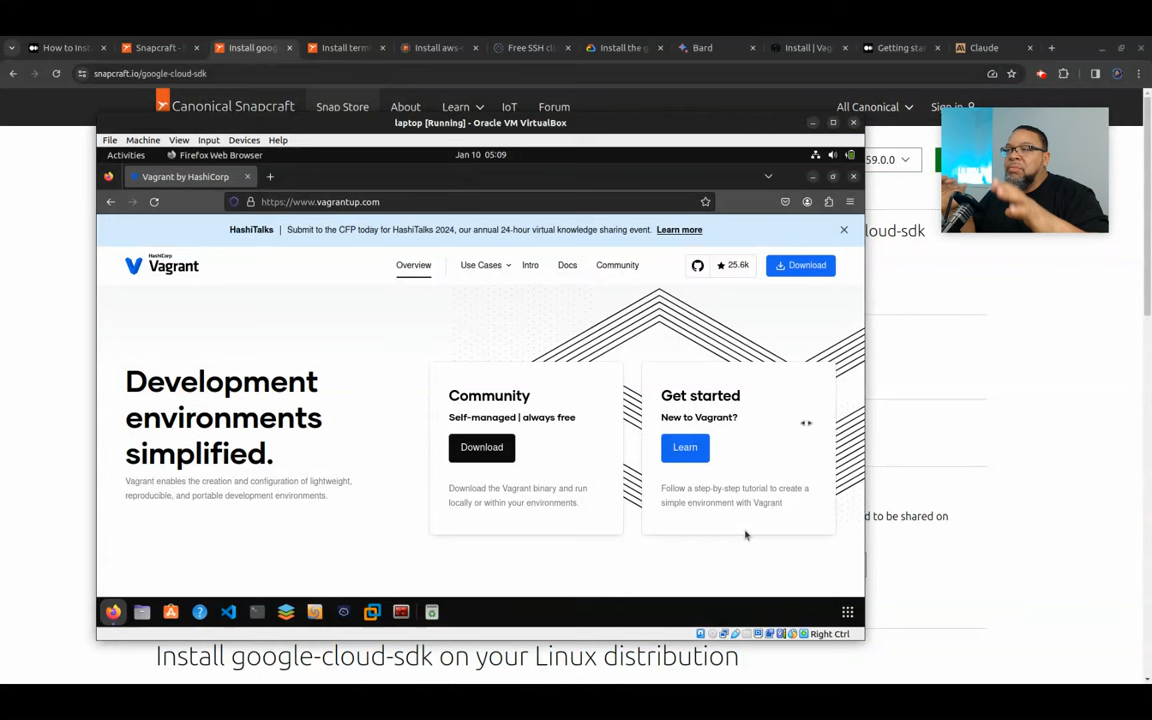 How to Ins
Snapcraft -
Install goog
Install term
Install aws-
Free SSH cl
Install the g
Bard
Install | Vag
Getting star
Claude
snapcraft.io/google-cloud-sdk
Canonical Snapcraft
Snap Store
About
Learn
IoT
Forum
All Canonical
Sign in
laptop [Running] - Oracle VM VirtualBox
File Machine View Input Devices Help
Activities
Firefox Web Browser
Jan 10 05:09
59.0.0
Vagrant by HashiCorp
https://www.vagrantup.com
HashiTalks | Submit to the CFP today for HashiTalks 2024, our annual 24-hour virtual knowledge sharing event. Learn more
loud-sdk
HashiCorp
Vagrant
Overview
Use Cases
Intro
Docs
Community
25.6k
Download
Development
environments
simplified.
Vagrant enables the creation and configuration of lightweight,
reproducible, and portable development environments.
Community
Self-managed | always free
Download
Download the Vagrant binary and run
locally or within your environments.
Get started
New to Vagrant?
Learn
Follow a step-by-step tutorial to create a
simple environment with Vagrant
d to be shared on
Right Ctrl
Install google-cloud-sdk on your Linux distribution